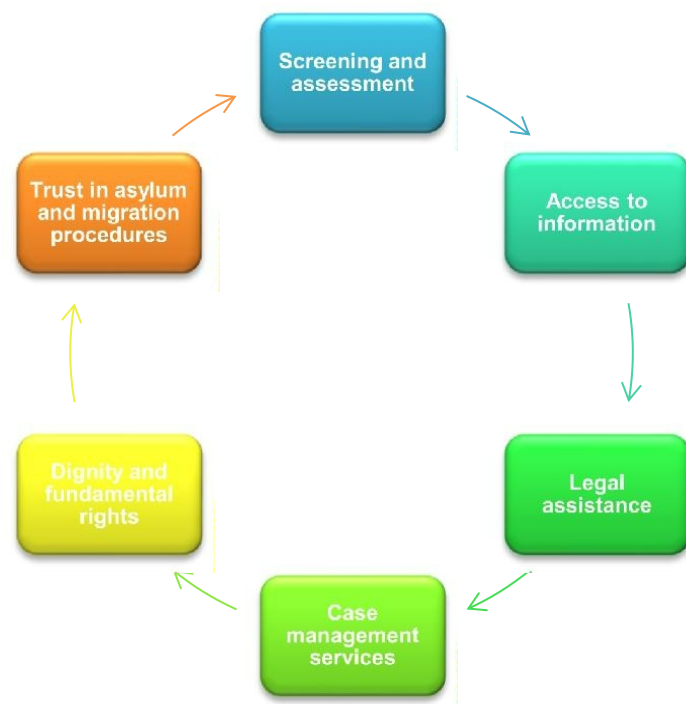 Screening and
assessment
Access to
information
Legal
assistance
Case
management
services
Dignity and
fundamental
rights
Trust in asylum
and migration
procedures